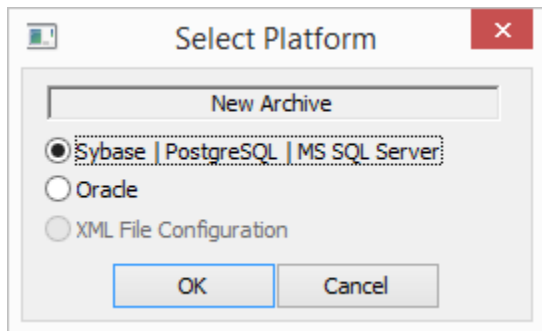 Select Platform
New Archive
Sybase | PostgreSQL | MS SQL Server
Oracle
XML File Configuration
OK Cancel